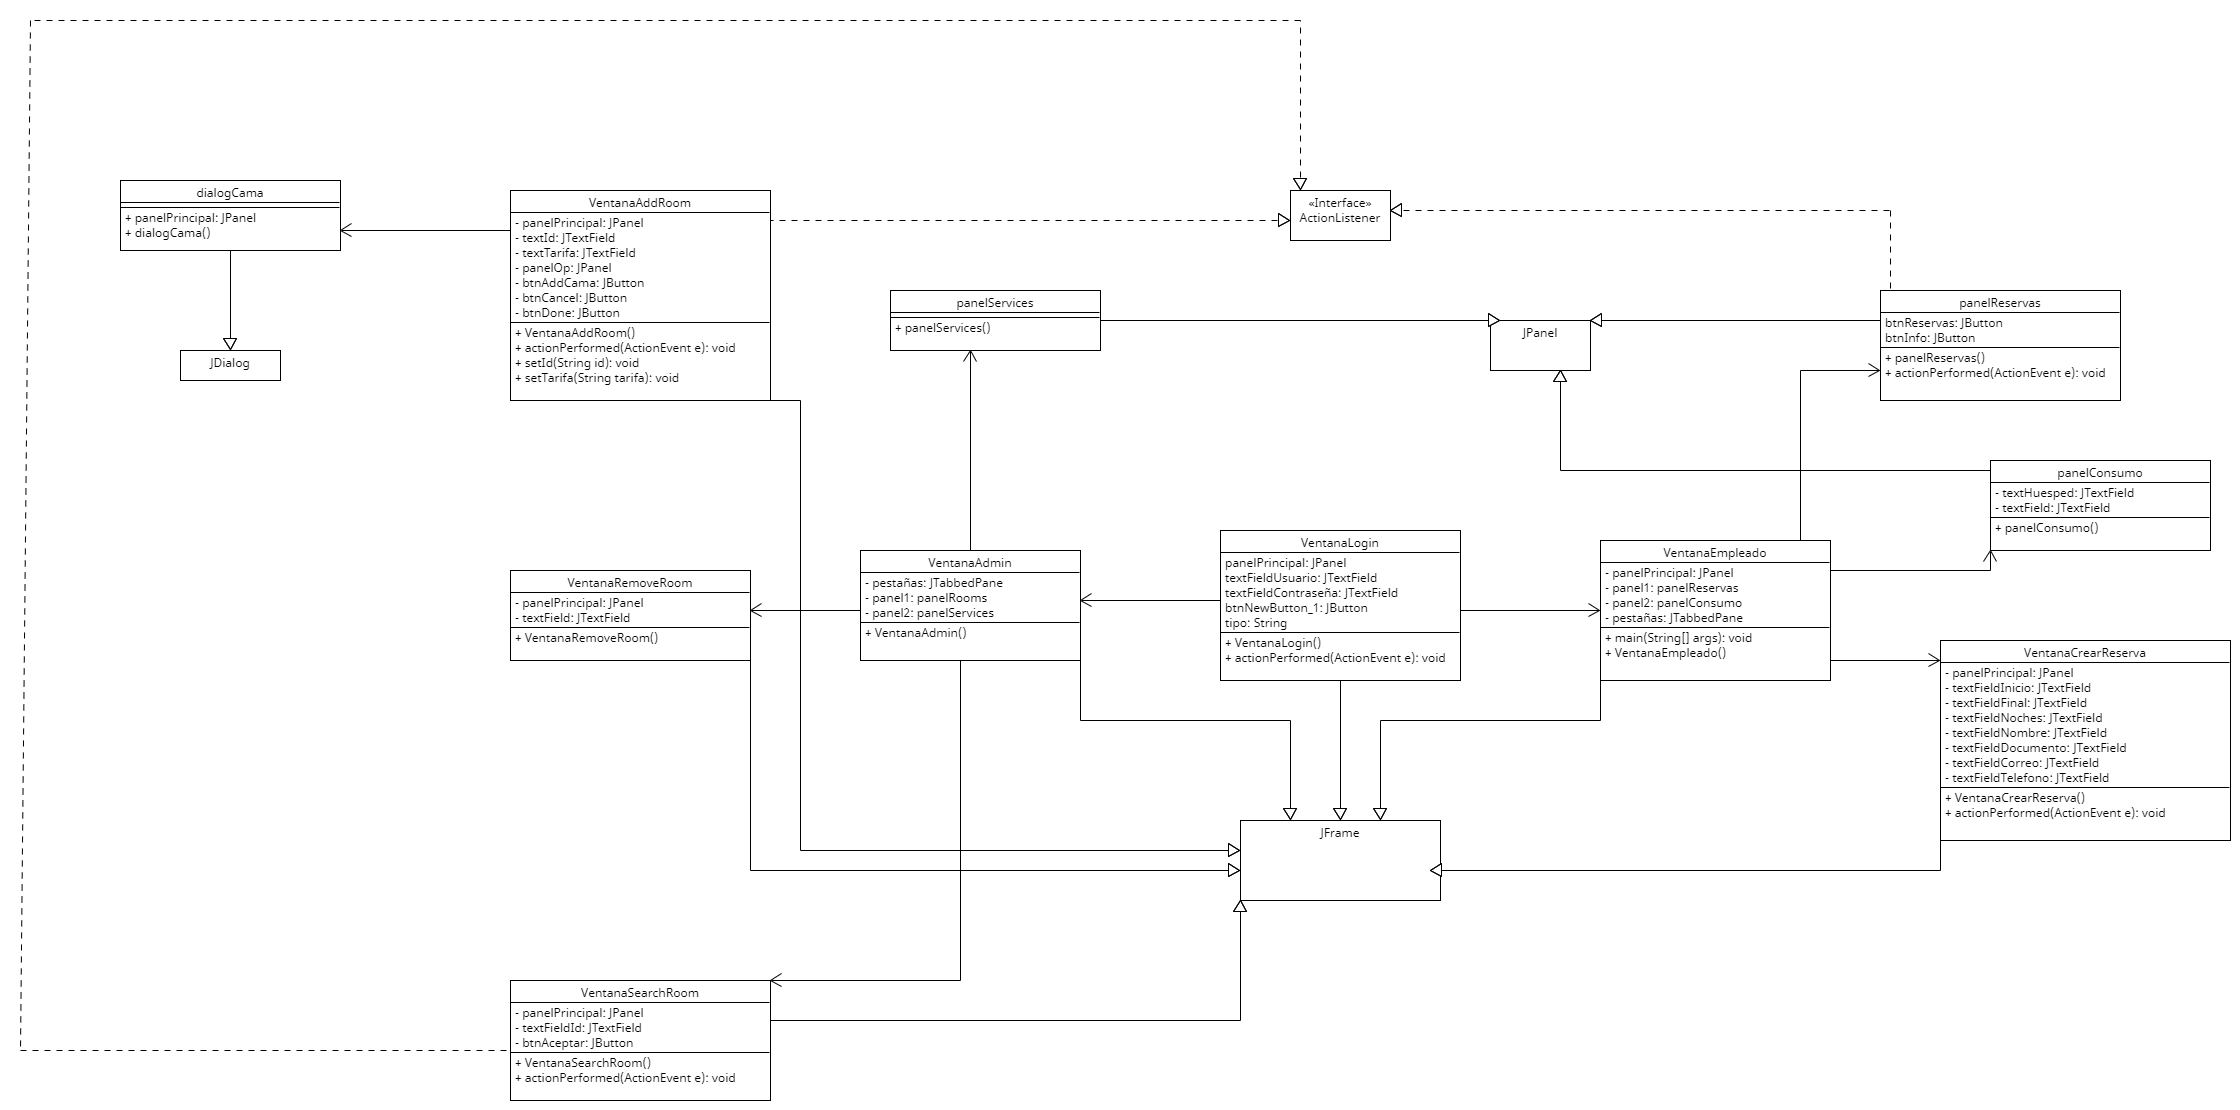 dialogCama
+ panelPrincipal: JPanel
+ dialogCama()
JDialog
VentanaAddRoom
- panelPrincipal: JPanel
- textId: JTextField
- textTarifa: JTextField
- panelOp: JPanel
- btnAddCama: JButton
- btnCancel: JButton
- btnDone: JButton
+ VentanaAddRoom()
+ actionPerformed(ActionEvent e): void
+ setId(String id): void
+ setTarifa(String tarifa): void
«Interface»
ActionListener
panelServices
+ panelServices()
JPanel
panelReservas
btnReservas: JButton
btnInfo: JButton
+ panelReservas()
+ actionPerformed(ActionEvent e): void
panelConsumo
- textHuesped: JTextField
- textField: JTextField
+ panelConsumo()
VentanaRemoveRoom
- panelPrincipal: JPanel
- textField: JTextField
+ VentanaRemoveRoom()
VentanaAdmin
- pestañas: JTabbedPane
- panel1: panelRooms
- panel2: panelServices
+ VentanaAdmin()
VentanaLogin
panelPrincipal: JPanel
textFieldUsuario: JTextField
textFieldContraseña: JTextField
btnNewButton_1: JButton
tipo: String
+ VentanaLogin()
+ actionPerformed(ActionEvent e): void
VentanaEmpleado
- panelPrincipal: JPanel
- panel1: panelReservas
- panel2: panelConsumo
- pestañas: JTabbedPane
+ main(String[] args): void
+ VentanaEmpleado()
VentanaCrearReserva
- panelPrincipal: JPanel
- textFieldInicio: JTextField
- textFieldFinal: JTextField
- textFieldNoches: JTextField
- textFieldNombre: JTextField
- textFieldDocumento: JTextField
- textFieldCorreo: JTextField
- textFieldTelefono: JTextField
+ VentanaCrearReserva()
+ actionPerformed(ActionEvent e): void
JFrame
VentanaSearchRoom
- panelPrincipal: JPanel
- textFieldId: JTextField
- btnAceptar: JButton
+ VentanaSearchRoom()
+ actionPerformed(ActionEvent e): void